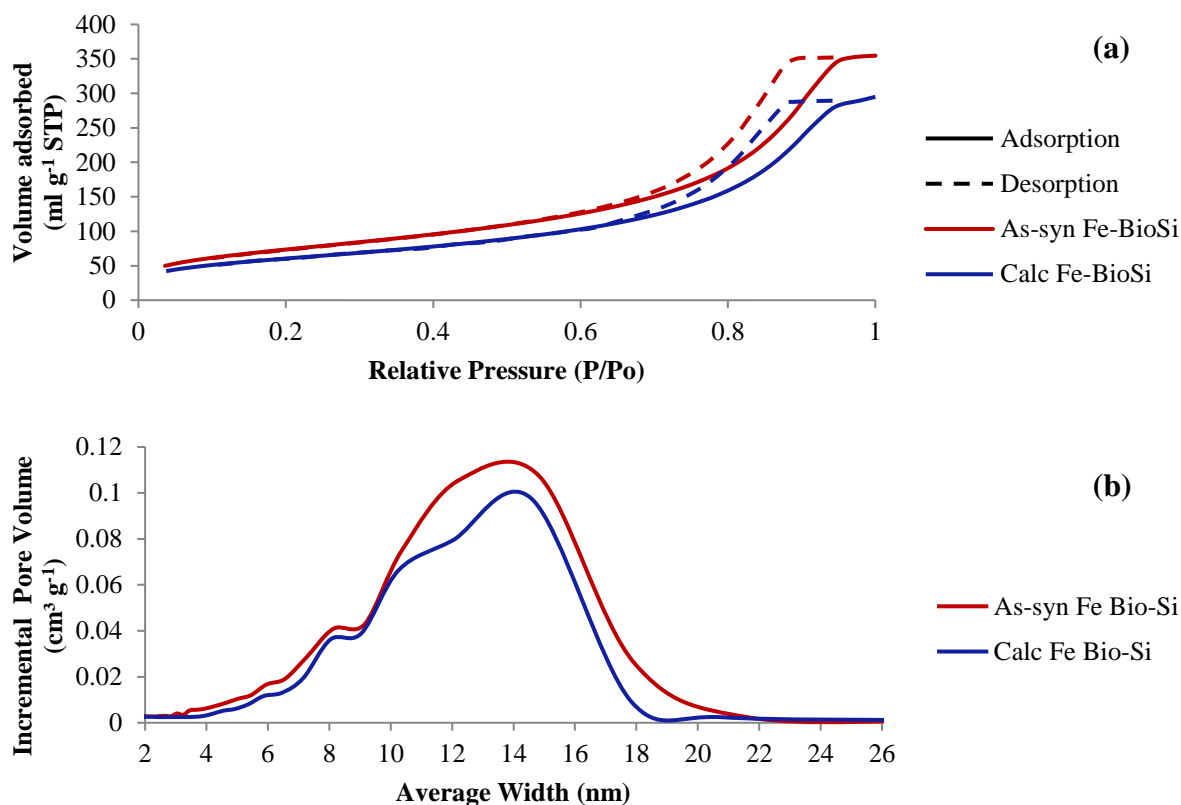 400
350
300
250
200
150
100
50
0
Volume adsorbed
(ml g⁻¹ STP)
0
0.2
0.4
0.6
0.8
1
Relative Pressure (P/Po)
(a)
Adsorption
Desorption
As-syn Fe-BioSi
Calc Fe-BioSi
0.12
0.1
0.08
0.06
0.04
0.02
0
Incremental Pore Volume
(cm³ g⁻¹)
2
4
6
8
10
12
14
16
18
20
22
24
26
Average Width (nm)
(b)
As-syn Fe Bio-Si
Calc Fe Bio-Si